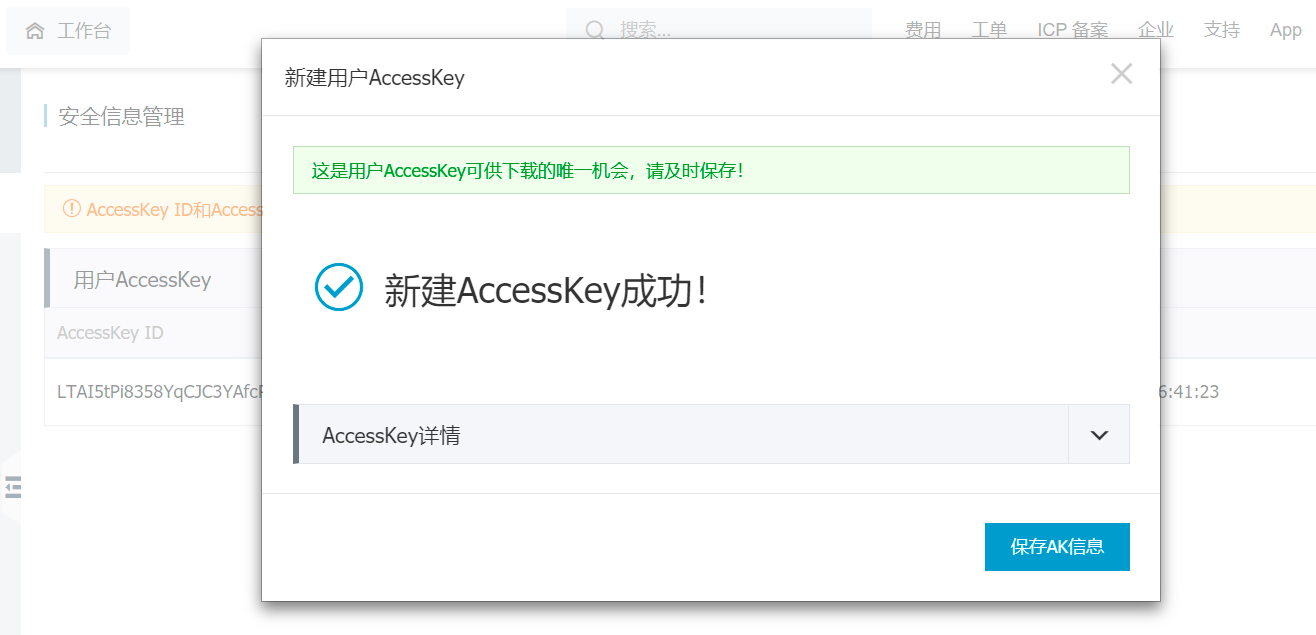 工作台
搜索...
费用 工单 ICP 备案 企业 支持 App
新建用户AccessKey
安全信息管理
这是用户AccessKey可供下载的唯一机会，请及时保存！
AccessKey ID和Access
用户AccessKey
新建AccessKey成功！
AccessKey ID
LTAI5tPi8358YqCJC3YAfc
6:41:23
AccessKey详情
保存AK信息